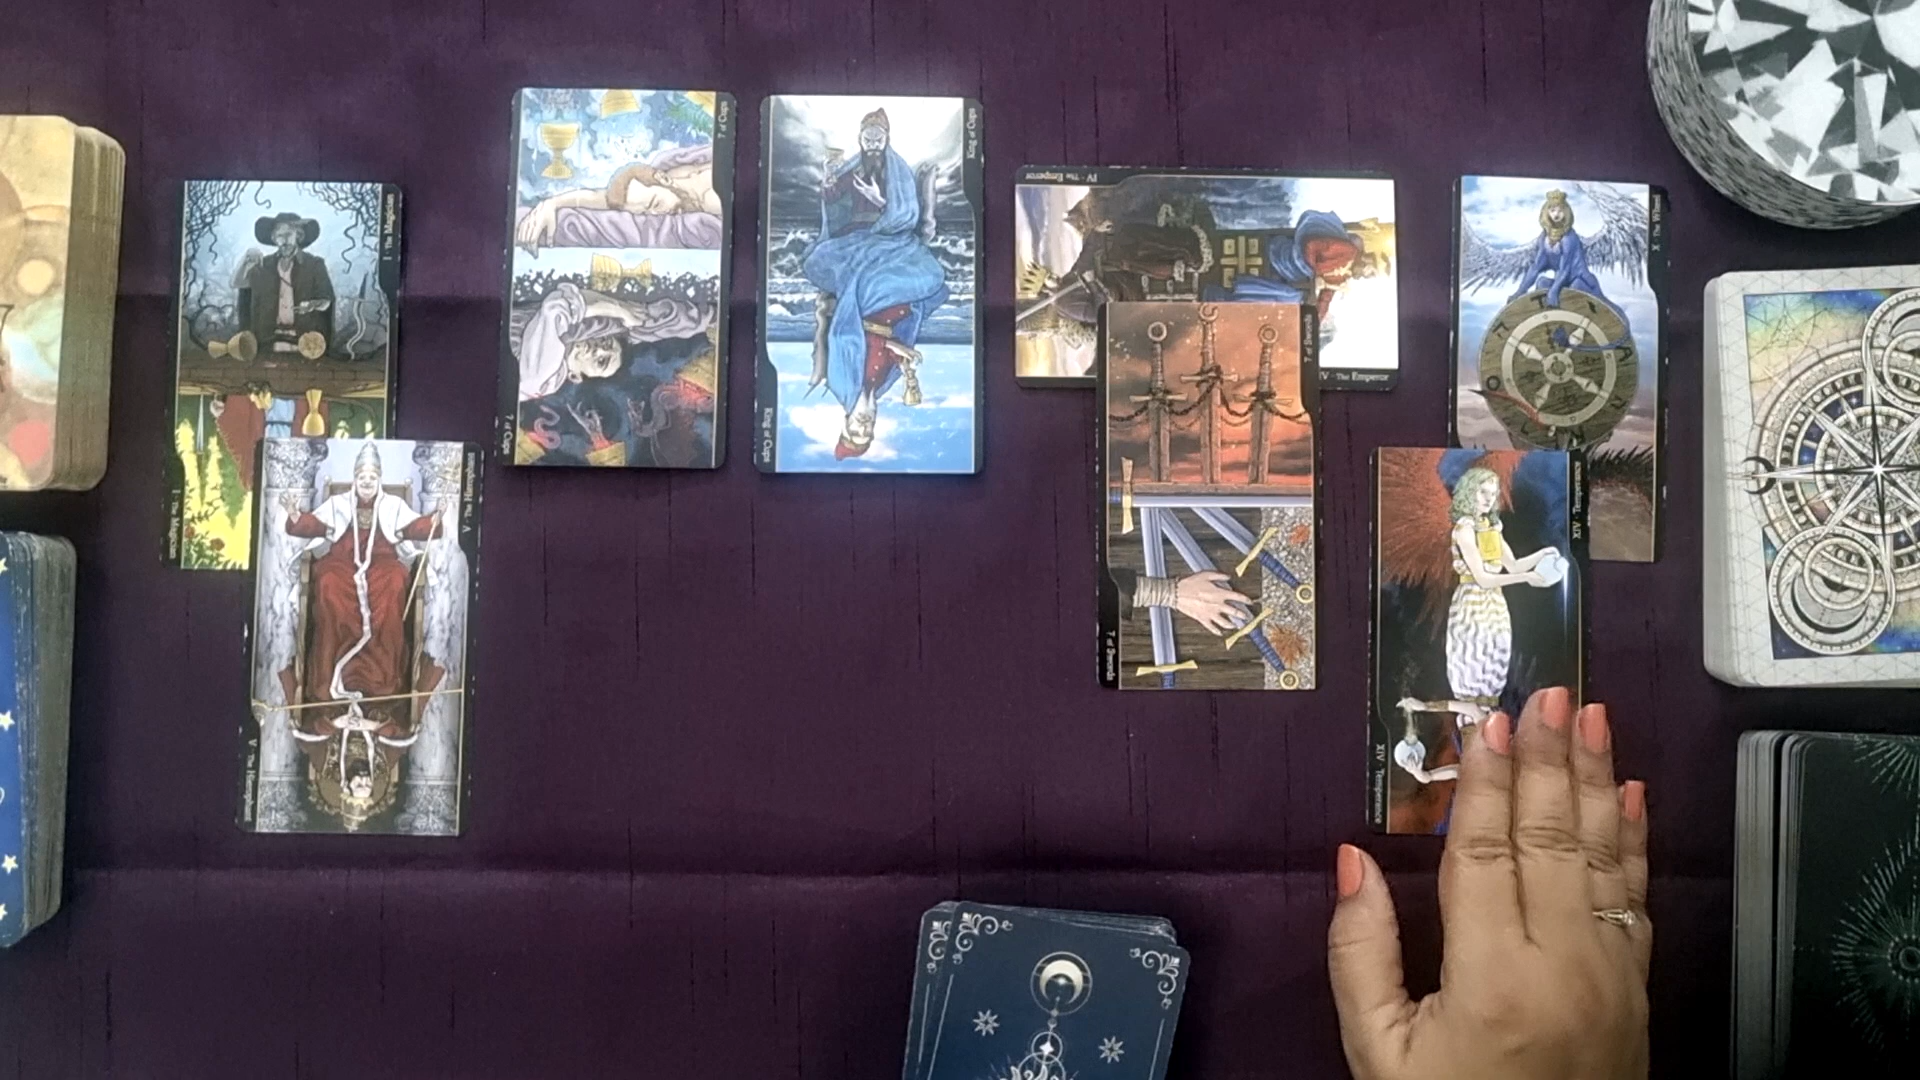 I · The Magician
I · The Magician
V · The Hierophant
V · The Hierophant
7 of Cups
7 of Cups
King of Cups
King of Cups
IV · The Emperor
IV · The Emperor
7 of Swords
7 of Swords
X · The Wheel
XIV · Temperance
XIV · Temperance